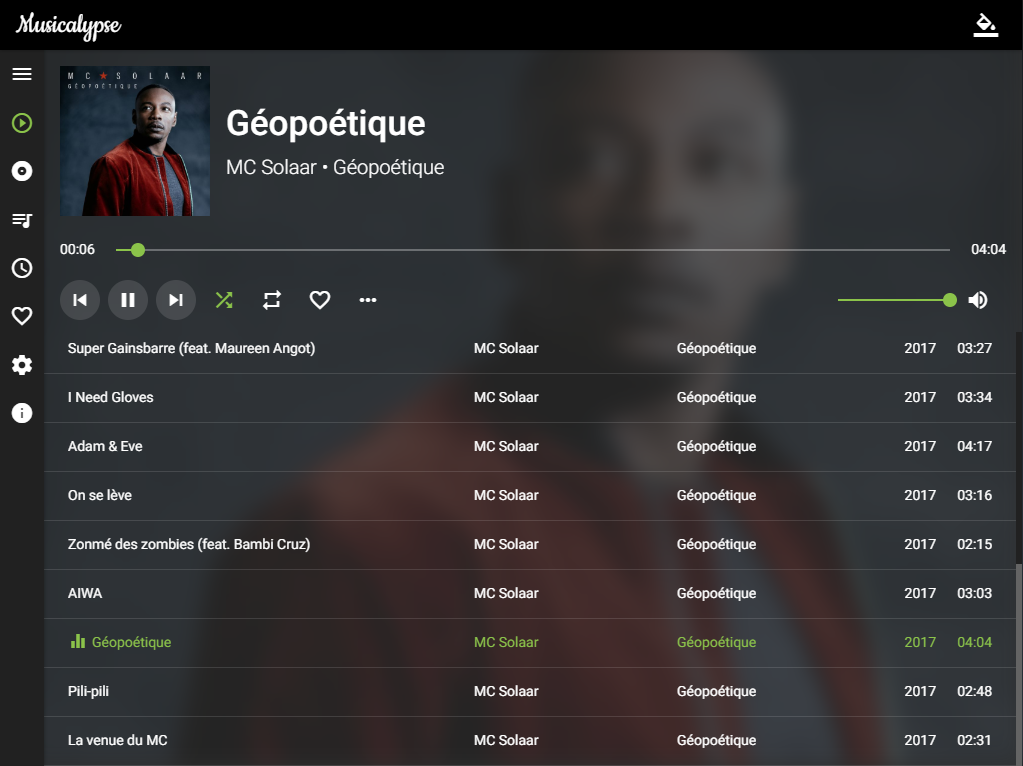 Musicalypse
MC★SOLAAR
GÉOPOÉTIQUE
Géopoétique
MC Solaar • Géopoétique
00:06 04:04
Super Gainsbarre (feat. Maureen Angot) MC Solaar Géopoétique 2017 03:27
I Need Gloves MC Solaar Géopoétique 2017 03:34
Adam & Eve MC Solaar Géopoétique 2017 04:17
On se lève MC Solaar Géopoétique 2017 03:16
Zonmé des zombies (feat. Bambi Cruz) MC Solaar Géopoétique 2017 02:15
AIWA MC Solaar Géopoétique 2017 03:03
Géopoétique MC Solaar Géopoétique 2017 04:04
Pili-pili MC Solaar Géopoétique 2017 02:48
La venue du MC MC Solaar Géopoétique 2017 02:31